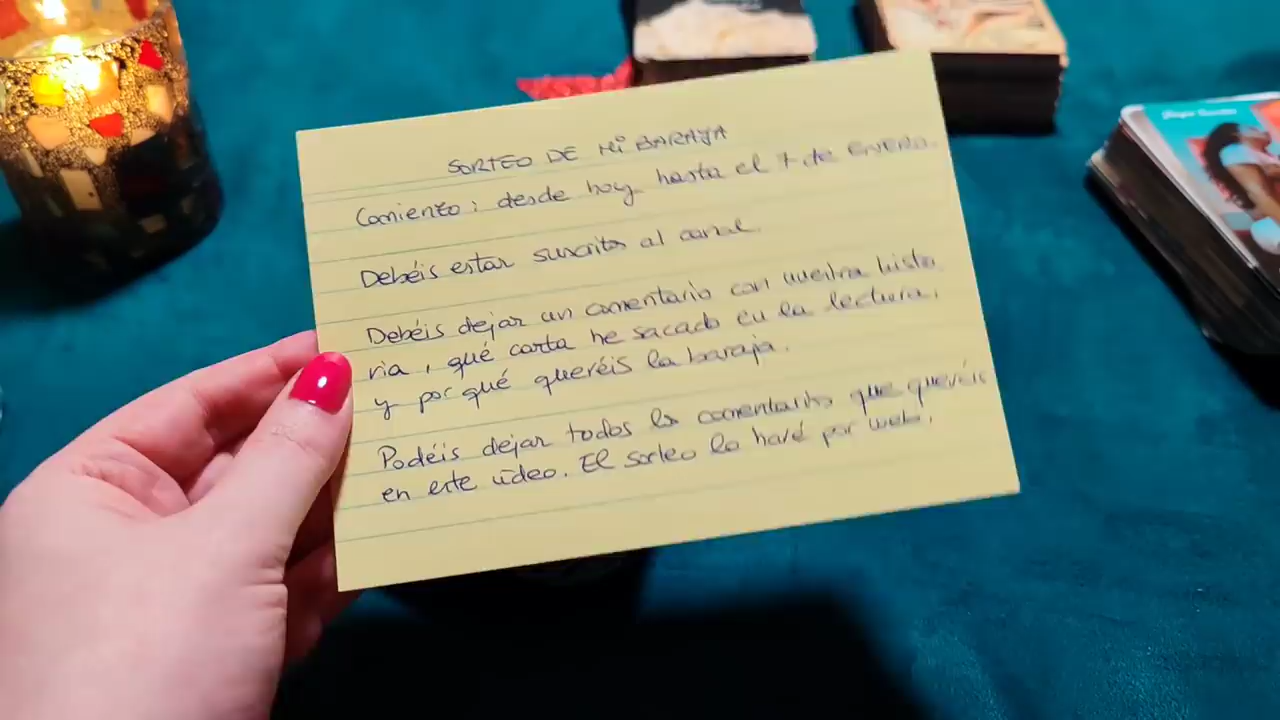 SORTEO DE MI BARAJA
Comiento: desde hoy hasta el 7 de ENERO.
Debéis estar suscritos al canal.
Debéis dejar un comentario con vuestra histo
ria, qué carta he sacado en la lectura,
y por qué queréis la baraja.
Podéis dejar todos los comentarios que queréis
en este vídeo. El sorteo lo haré por web.